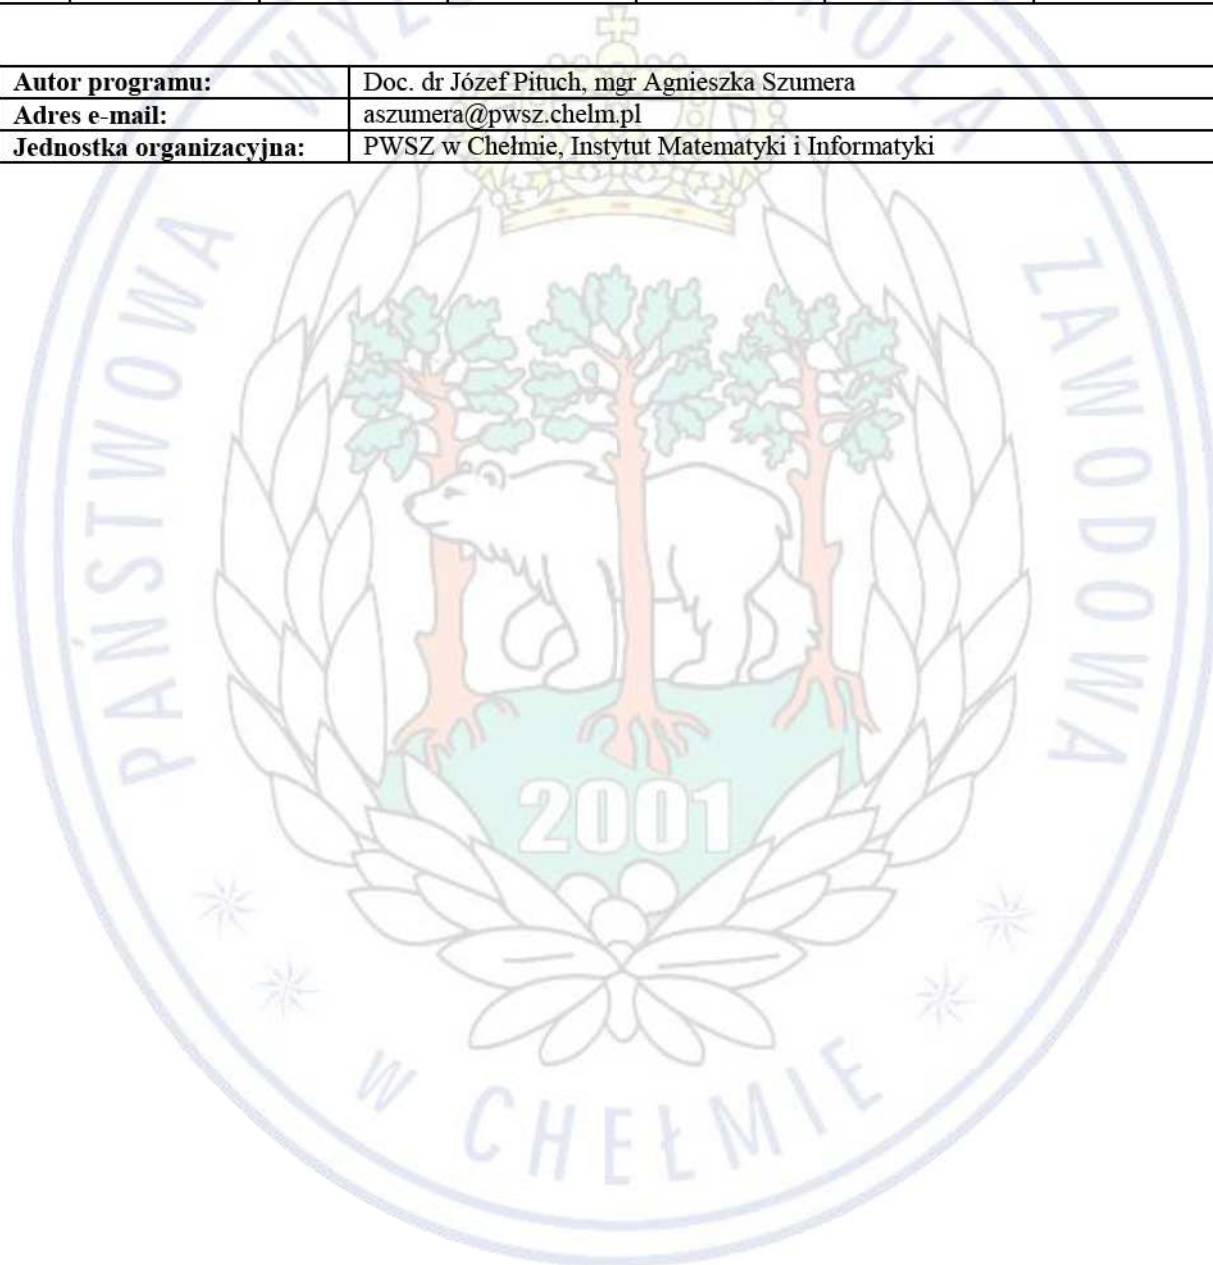 Autor programu: Doc. dr Józef Pituch, mgr Agnieszka Szumera
Adres e-mail: aszumera@pwsz.chelm.pl
Jednostka organizacyjna: PWSZ w Chełmie, Instytut Matematyki i Informatyki
PAŃSTWOWA
ZAWODOWA
2001
W CHEŁMIE